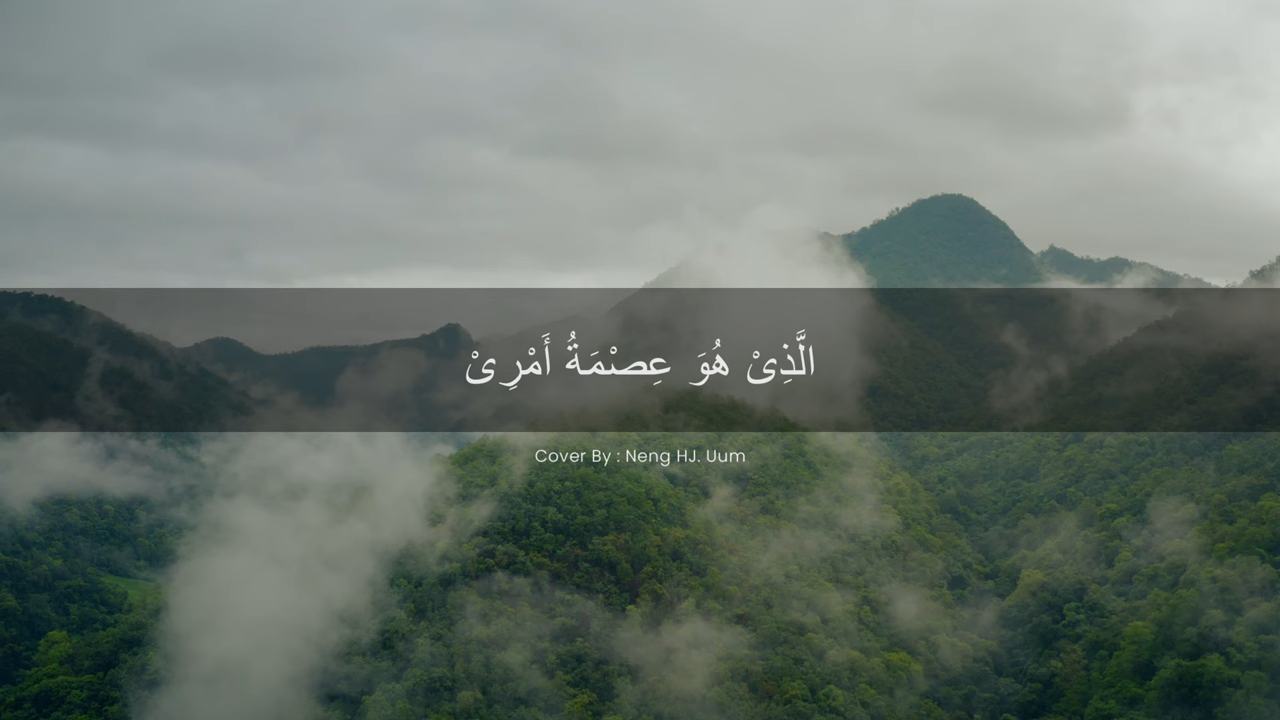 الَّذِىْ هُوَ عِصْمَةُ أَمْرِىْ
Cover By : Neng HJ. Uum